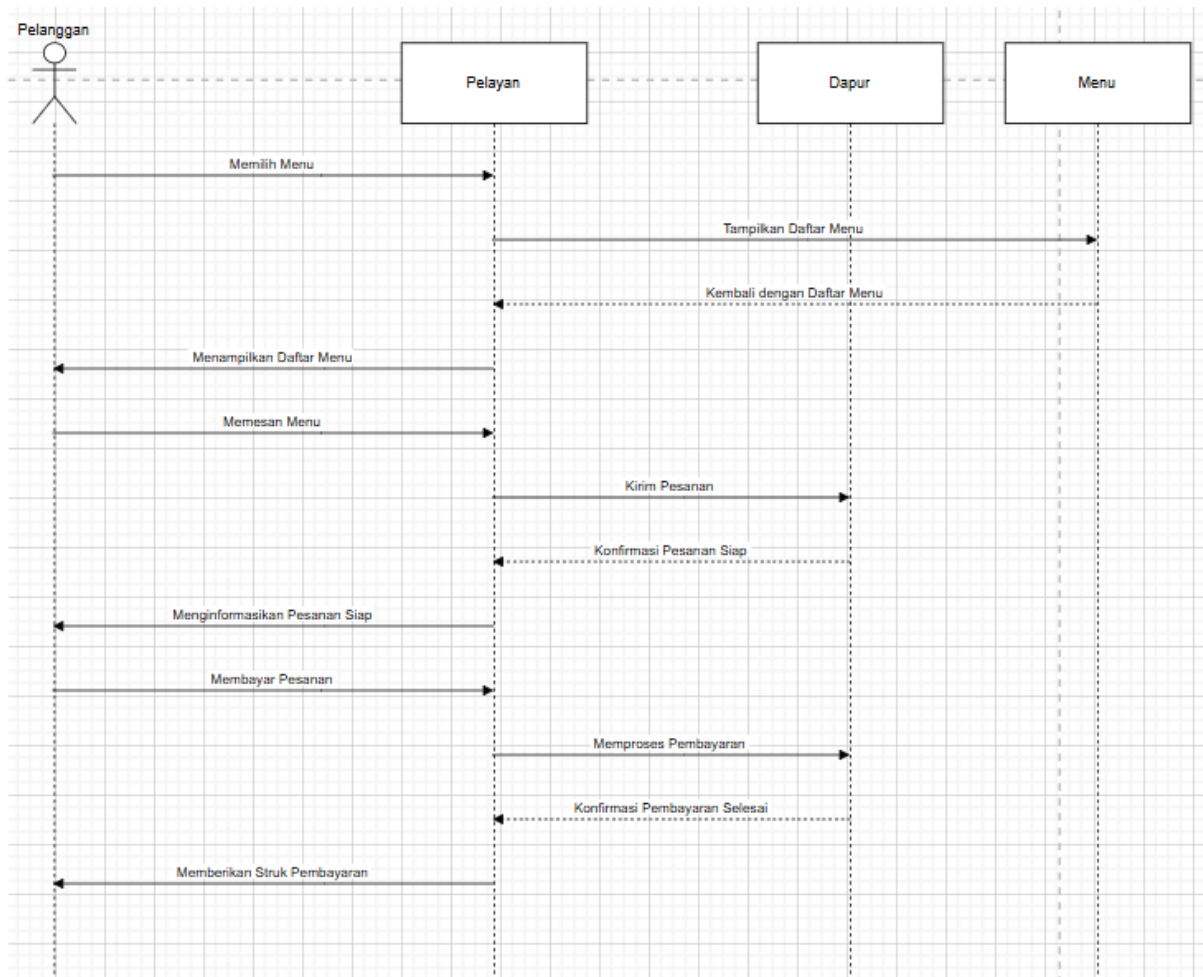 Pelanggan
Pelayan
Dapur
Menu
Memilih Menu
Tampilkan Daftar Menu
Kembali dengan Daftar Menu
Menampilkan Daftar Menu
Memesan Menu
Kirim Pesanan
Konfirmasi Pesanan Siap
Menginformasikan Pesanan Siap
Membayar Pesanan
Memproses Pembayaran
Konfirmasi Pembayaran Selesai
Memberikan Struk Pembayaran